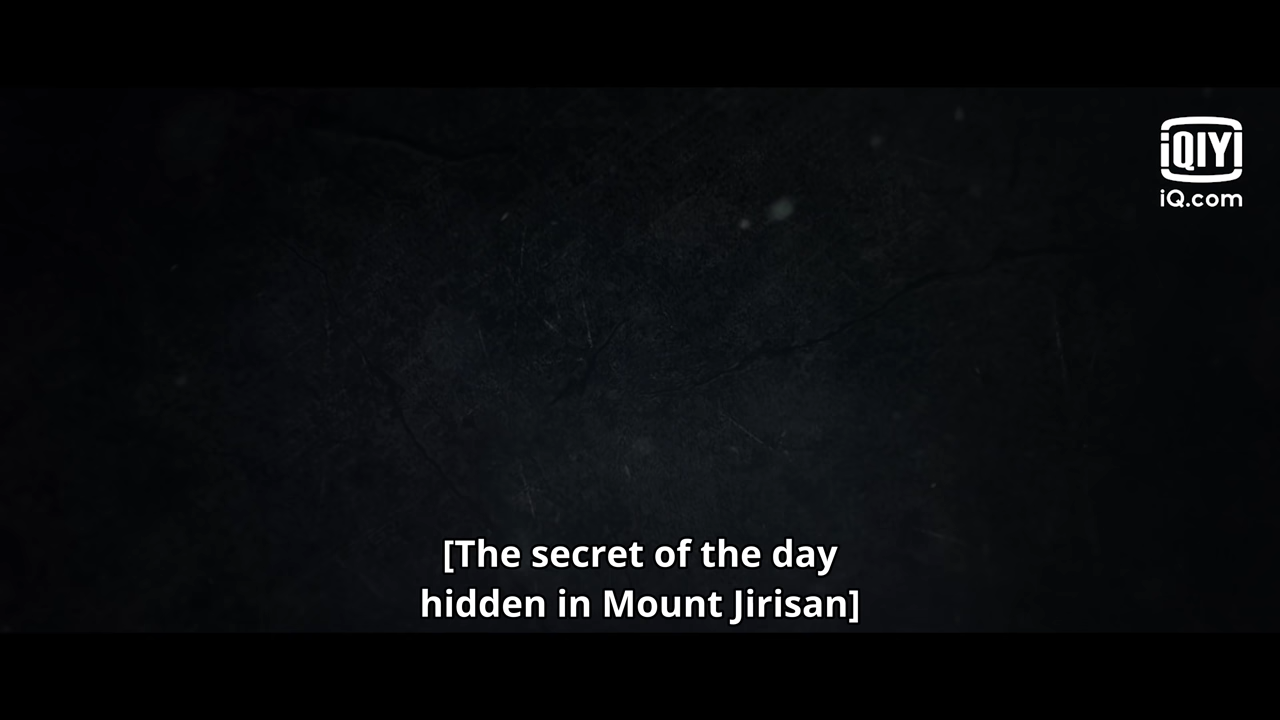 iQIYI
iQ.com
[The secret of the day
hidden in Mount Jirisan]